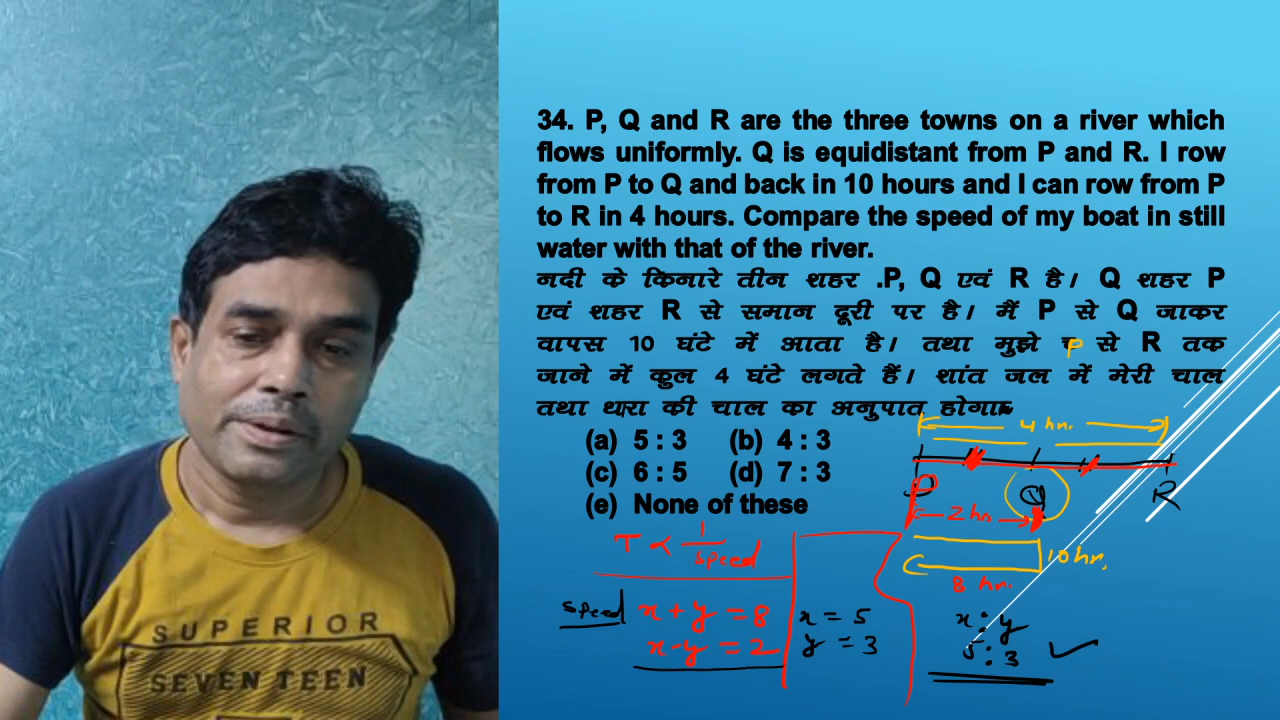 34. P, Q and R are the three towns on a river which
flows uniformly. Q is equidistant from P and R. I row
from P to Q and back in 10 hours and I can row from P
to R in 4 hours. Compare the speed of my boat in still
water with that of the river.
नदी के किनारे तीन शहर .P, Q एवं R है। Q शहर P
एवं शहर R से समान दूरी पर है। मैं P से Q जाकर
वापस 10 घंटे में आता है। तथा मुझे P से R तक
जाने में कुल 4 घंटे लगते हैं। शांत जल में मेरी चाल
तथा धारा की चाल का अनुपात होगा
(a) 5 : 3 (b) 4 : 3
(c) 6 : 5 (d) 7 : 3
(e) None of these
4 hr.
P Q R
2 hr
10 hr.
8 hr.
T ∝ 1/speed
speed x + y = 8
x - y = 2
x = 5
y = 3
x : y
5 : 3
SUPERIOR
SEVEN TEEN